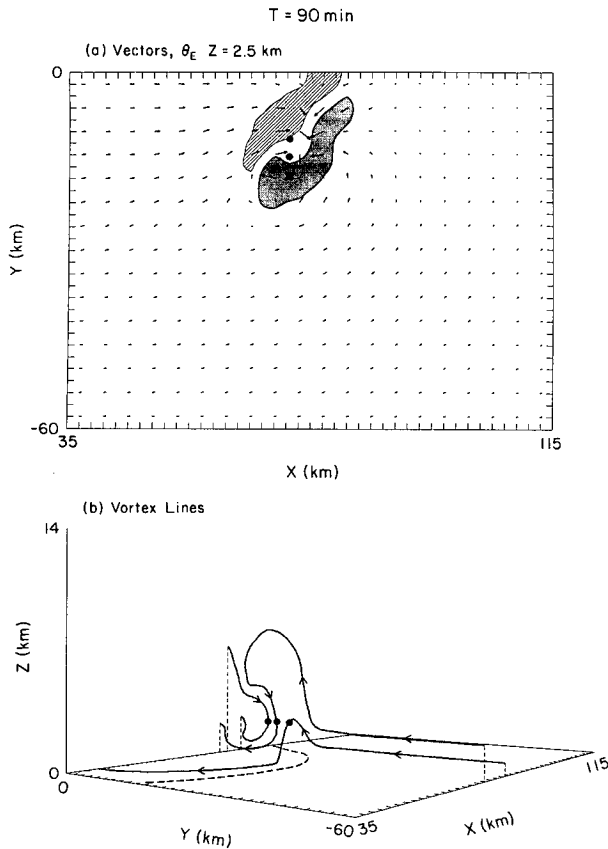 T = 90 min
(a) Vectors, θE Z = 2.5 km
0
Y (km)
-60
35
115
X (km)
(b) Vortex Lines
14
Z (km)
0
0
115
Y (km)
-60 35
X (km)